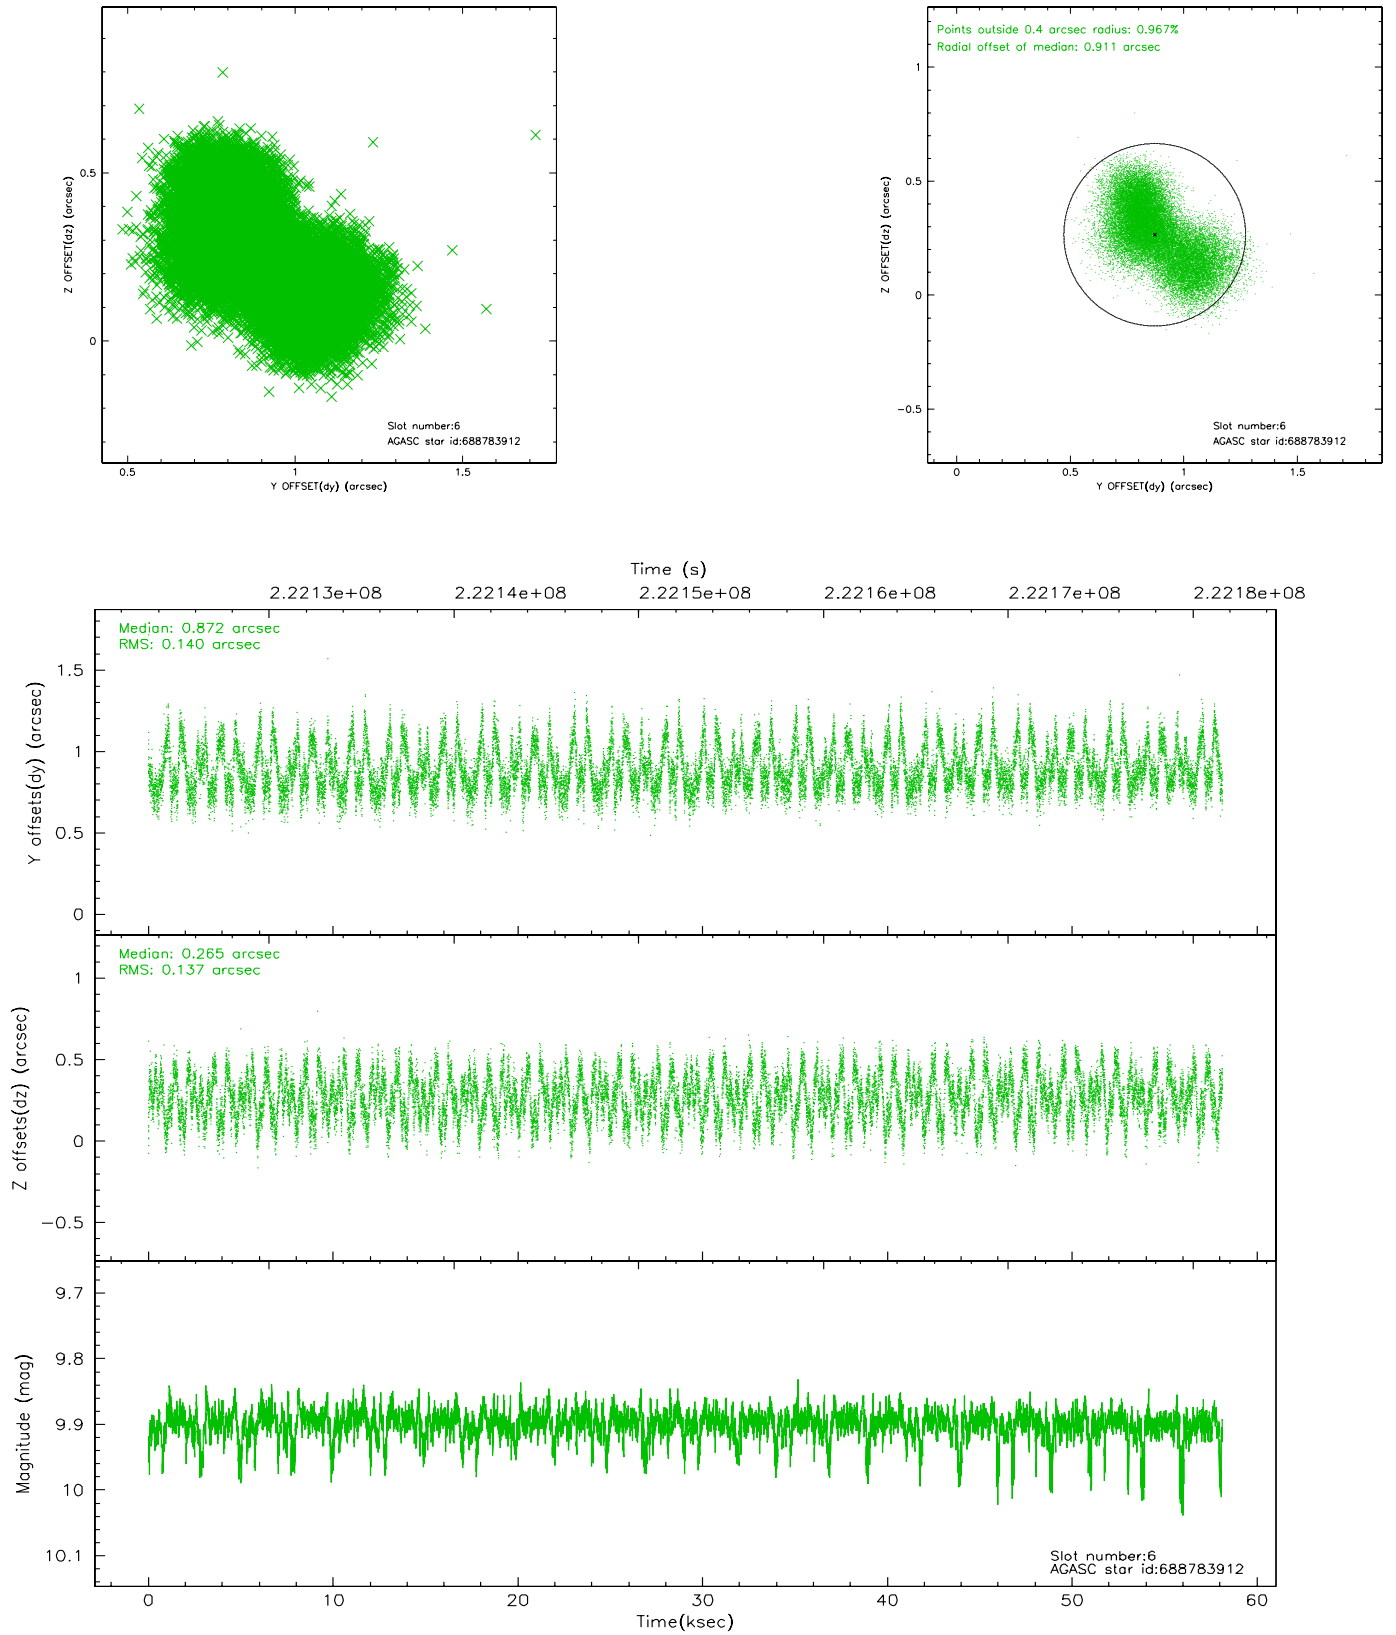 0.5
0
Z OFFSET(dz) (arcsec)
Slot number:6
AGASC star id:688783912
0.5
1
1.5
Y OFFSET(dy) (arcsec)
Points outside 0.4 arcsec radius: 0.967%
Radial offset of median: 0.911 arcsec
1
0.5
0
−0.5
Z OFFSET(dz) (arcsec)
Slot number:6
AGASC star id:688783912
0
0.5
1
1.5
Y OFFSET(dy) (arcsec)
Time (s)
2.2213e+08
2.2214e+08
2.2215e+08
2.2216e+08
2.2217e+08
2.2218e+08
Median: 0.872 arcsec
RMS: 0.140 arcsec
1.5
1
0.5
0
Y offsets(dy) (arcsec)
Median: 0.265 arcsec
RMS: 0.137 arcsec
1
0.5
0
−0.5
Z offsets(dz) (arcsec)
9.7
9.8
9.9
10
10.1
Magnitude (mag)
Slot number:6
AGASC star id:688783912
0
10
20
30
40
50
60
Time(ksec)